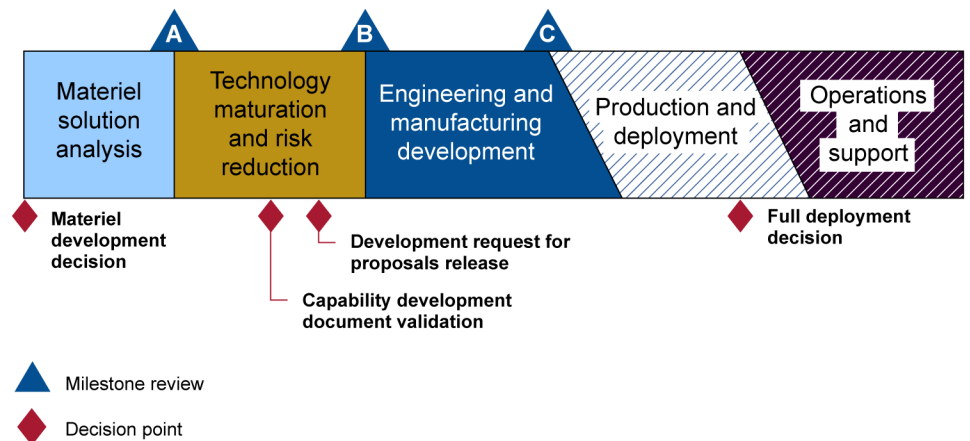 A
B
C
Materiel
solution
analysis
Technology
maturation
and risk
reduction
Engineering and
manufacturing
development
Production and
deployment
Operations
and
support
Materiel
development
decision
Development request for
proposals release
Capability development
document validation
Full deployment
decision
Milestone review
Decision point